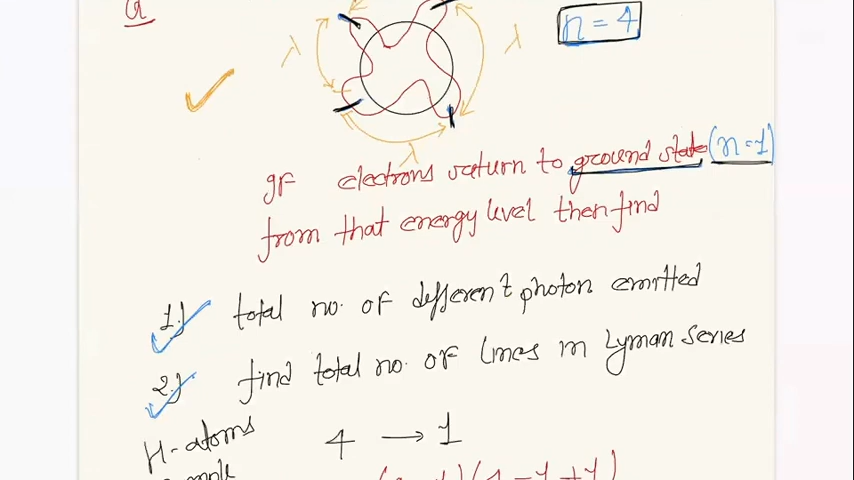 Q
n = 4
λ
λ
λ
gf electrons return to ground state (n=1)
from that energy level then find
1.) total no. of different photon emitted
2.) find total no. of lines in Lyman series
H-atoms
4 → 1